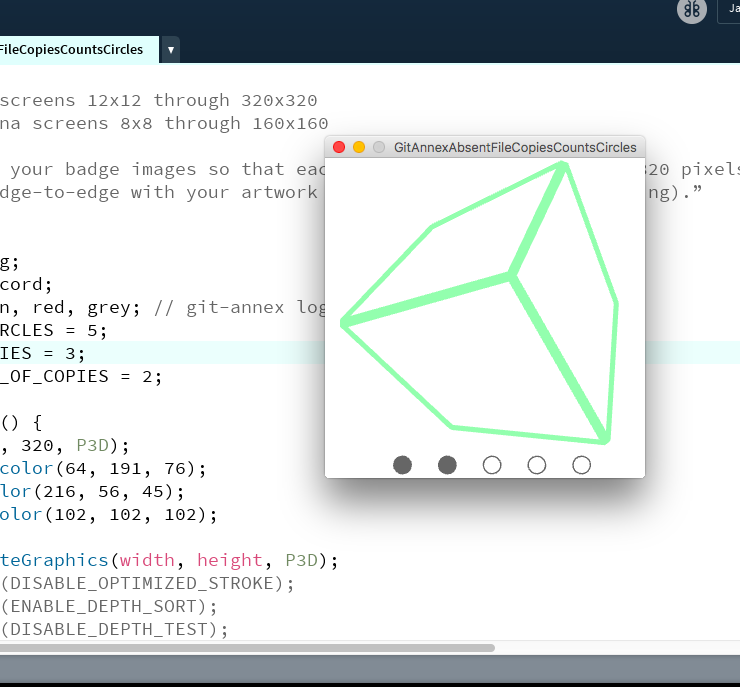 Ja
FileCopiesCountsCircles ▼
screens 12x12 through 320x320
na screens 8x8 through 160x160
GitAnnexAbsentFileCopiesCountsCircles
your badge images so that eac
320 pixels
dge-to-edge with your artwork
ng).”
g;
cord;
n, red, grey; // git-annex log
RCLES = 5;
IES = 3;
_OF_COPIES = 2;
() {
, 320, P3D);
color(64, 191, 76);
lor(216, 56, 45);
olor(102, 102, 102);
teGraphics(width, height, P3D);
(DISABLE_OPTIMIZED_STROKE);
(ENABLE_DEPTH_SORT);
(DISABLE_DEPTH_TEST);